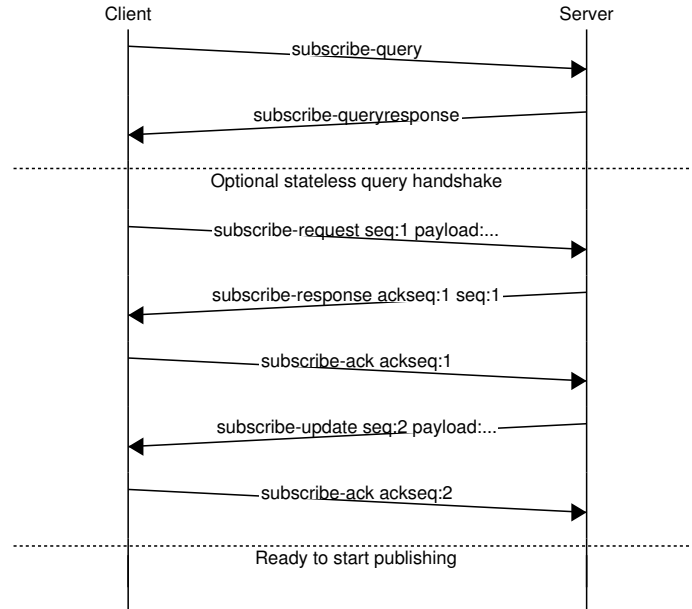 Client
Server
subscribe-query
subscribe-queryresponse
Optional stateless query handshake
subscribe-request seq:1 payload:...
subscribe-response ackseq:1 seq:1
subscribe-ack ackseq:1
subscribe-update seq:2 payload:...
subscribe-ack ackseq:2
Ready to start publishing